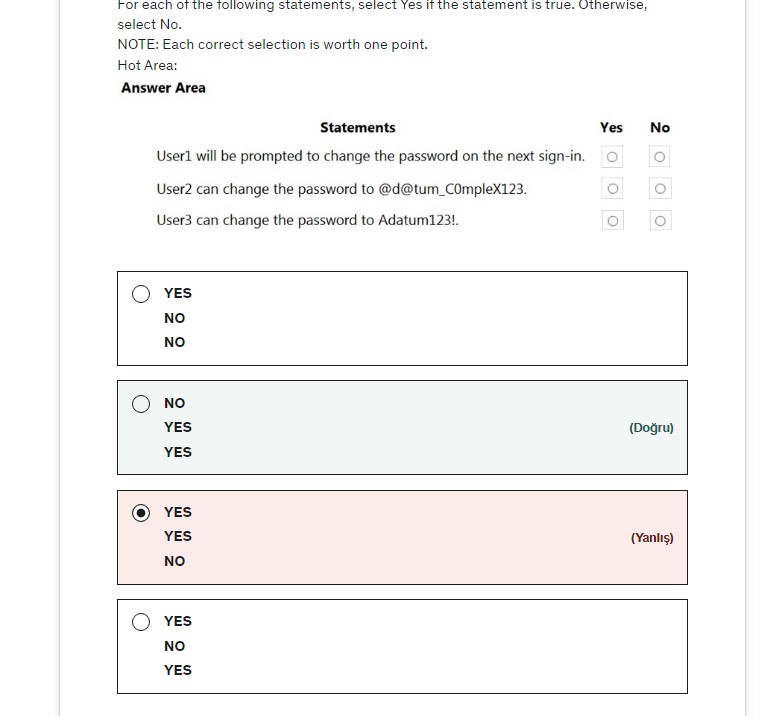 For each of the following statements, select Yes if the statement is true. Otherwise,
select No.
NOTE: Each correct selection is worth one point.
Hot Area:
Answer Area
Statements Yes No
User1 will be prompted to change the password on the next sign-in.
User2 can change the password to @d@tum_C0mpleX123.
User3 can change the password to Adatum123!.
YES
NO
NO
NO
YES (Doğru)
YES
YES
YES (Yanlış)
NO
YES
NO
YES